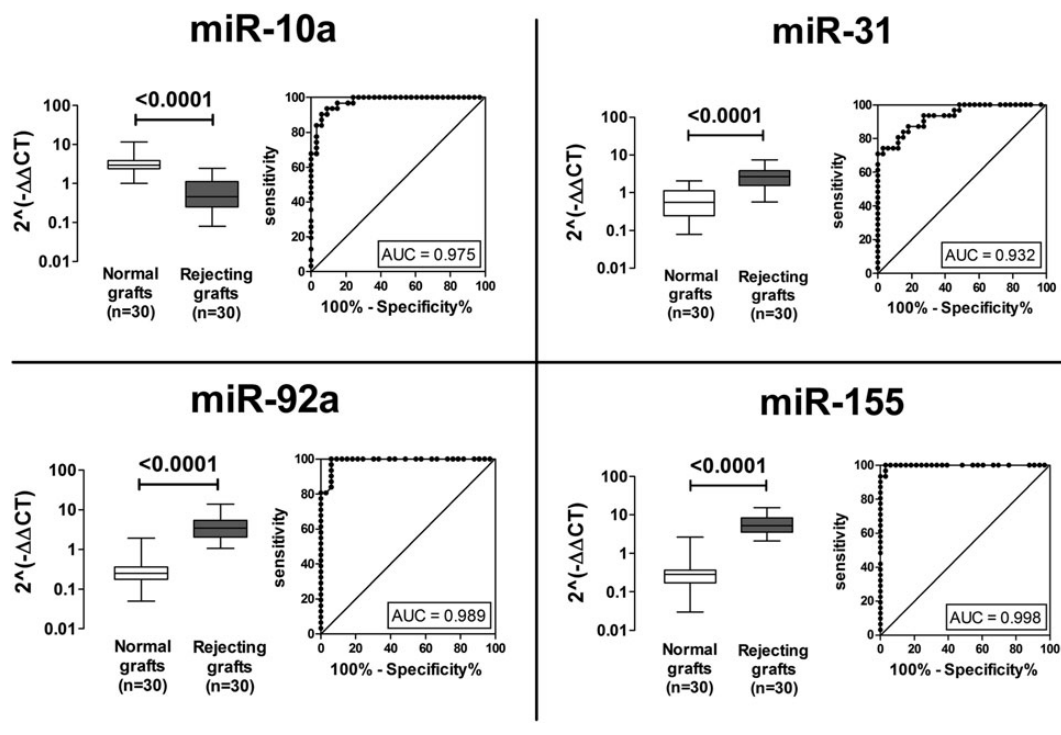 miR-10a
<0.0001
2^(-ΔΔCT)
100
10
1
0.1
0.01
Normal grafts (n=30)
Rejecting grafts (n=30)
sensitivity
100
80
60
40
20
0
AUC = 0.975
0 20 40 60 80 100
100% - Specificity%
miR-31
<0.0001
2^(-ΔΔCT)
100
10
1
0.1
0.01
Normal grafts (n=30)
Rejecting grafts (n=30)
sensitivity
100
80
60
40
20
0
AUC = 0.932
0 20 40 60 80 100
100% - Specificity%
miR-92a
<0.0001
2^(-ΔΔCT)
100
10
1
0.1
0.01
Normal grafts (n=30)
Rejecting grafts (n=30)
sensitivity
100
80
60
40
20
0
AUC = 0.989
0 20 40 60 80 100
100% - Specificity%
miR-155
<0.0001
2^(-ΔΔCT)
100
10
1
0.1
0.01
Normal grafts (n=30)
Rejecting grafts (n=30)
sensitivity
100
80
60
40
20
0
AUC = 0.998
0 20 40 60 80 100
100% - Specificity%